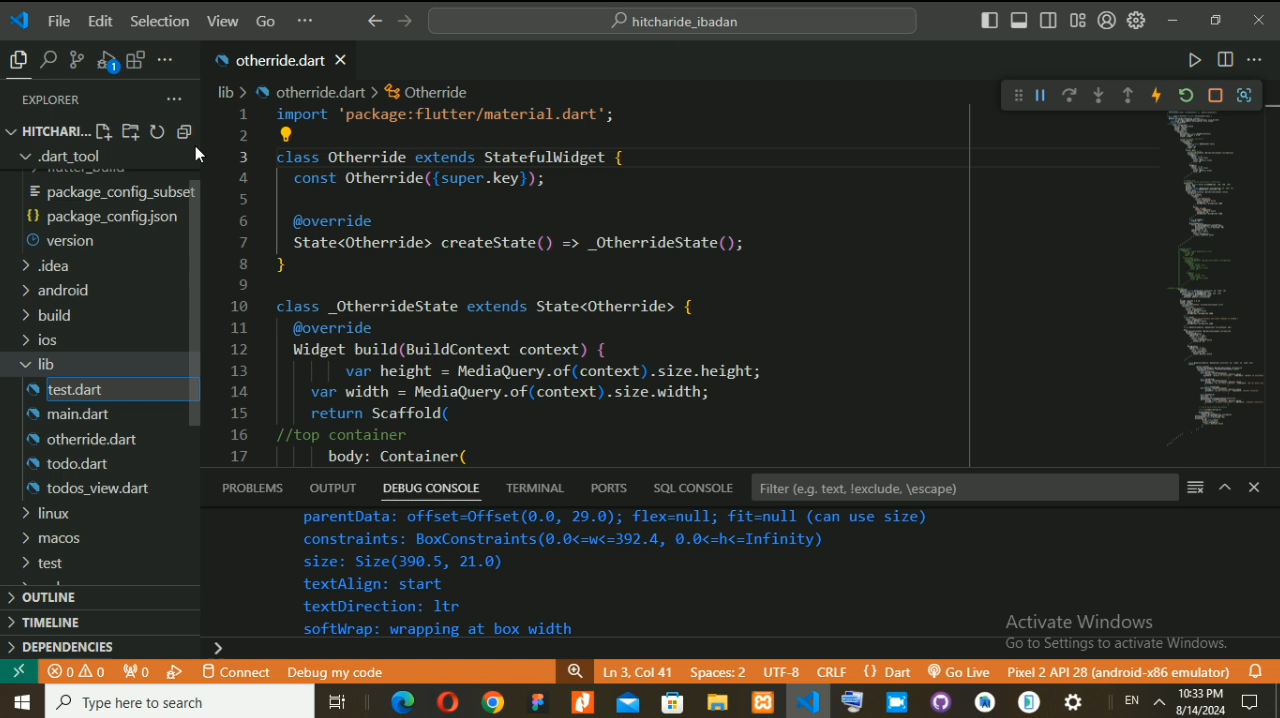 File Edit Selection View Go ··· hitcharide_ibadan
1
otherride.dart
EXPLORER
lib > otherride.dart > Otherride
HITCHARI...
.dart_tool
flutter_build
package_config_subset
package_config.json
version
.idea
android
build
ios
lib
test.dart
main.dart
otherride.dart
todo.dart
todos_view.dart
linux
macos
test
OUTLINE
TIMELINE
DEPENDENCIES
1 import 'package:flutter/material.dart';
2
3 class Otherride extends StatefulWidget {
4 const Otherride({super.key});
5
6 @override
7 State<Otherride> createState() => _OtherrideState();
8 }
9
10 class _OtherrideState extends State<Otherride> {
11 @override
12 Widget build(BuildContext context) {
13 var height = MediaQuery.of(context).size.height;
14 var width = MediaQuery.of(context).size.width;
15 return Scaffold(
16 //top container
17 body: Container(
PROBLEMS OUTPUT DEBUG CONSOLE TERMINAL PORTS SQL CONSOLE Filter (e.g. text, !exclude, \escape)
parentData: offset=Offset(0.0, 29.0); flex=null; fit=null (can use size)
constraints: BoxConstraints(0.0<=w<=392.4, 0.0<=h<=Infinity)
size: Size(390.5, 21.0)
textAlign: start
textDirection: ltr
softWrap: wrapping at box width
Activate Windows
Go to Settings to activate Windows.
0 0 0 Connect Debug my code Ln 3, Col 41 Spaces: 2 UTF-8 CRLF {} Dart Go Live Pixel 2 API 28 (android-x86 emulator)
Type here to search EN 10:33 PM
8/14/2024